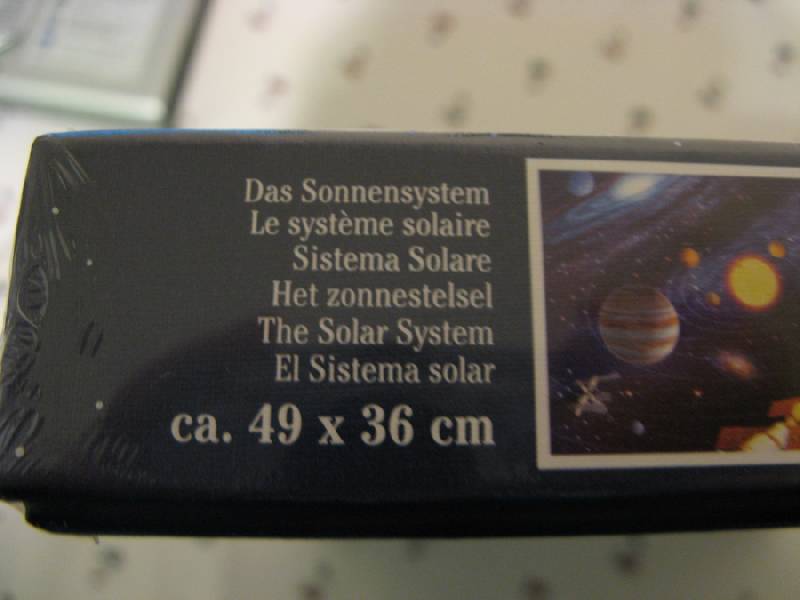 Das Sonnensystem
Le système solaire
Sistema Solare
Het zonnestelsel
The Solar System
El Sistema solar
ca. 49 x 36 cm